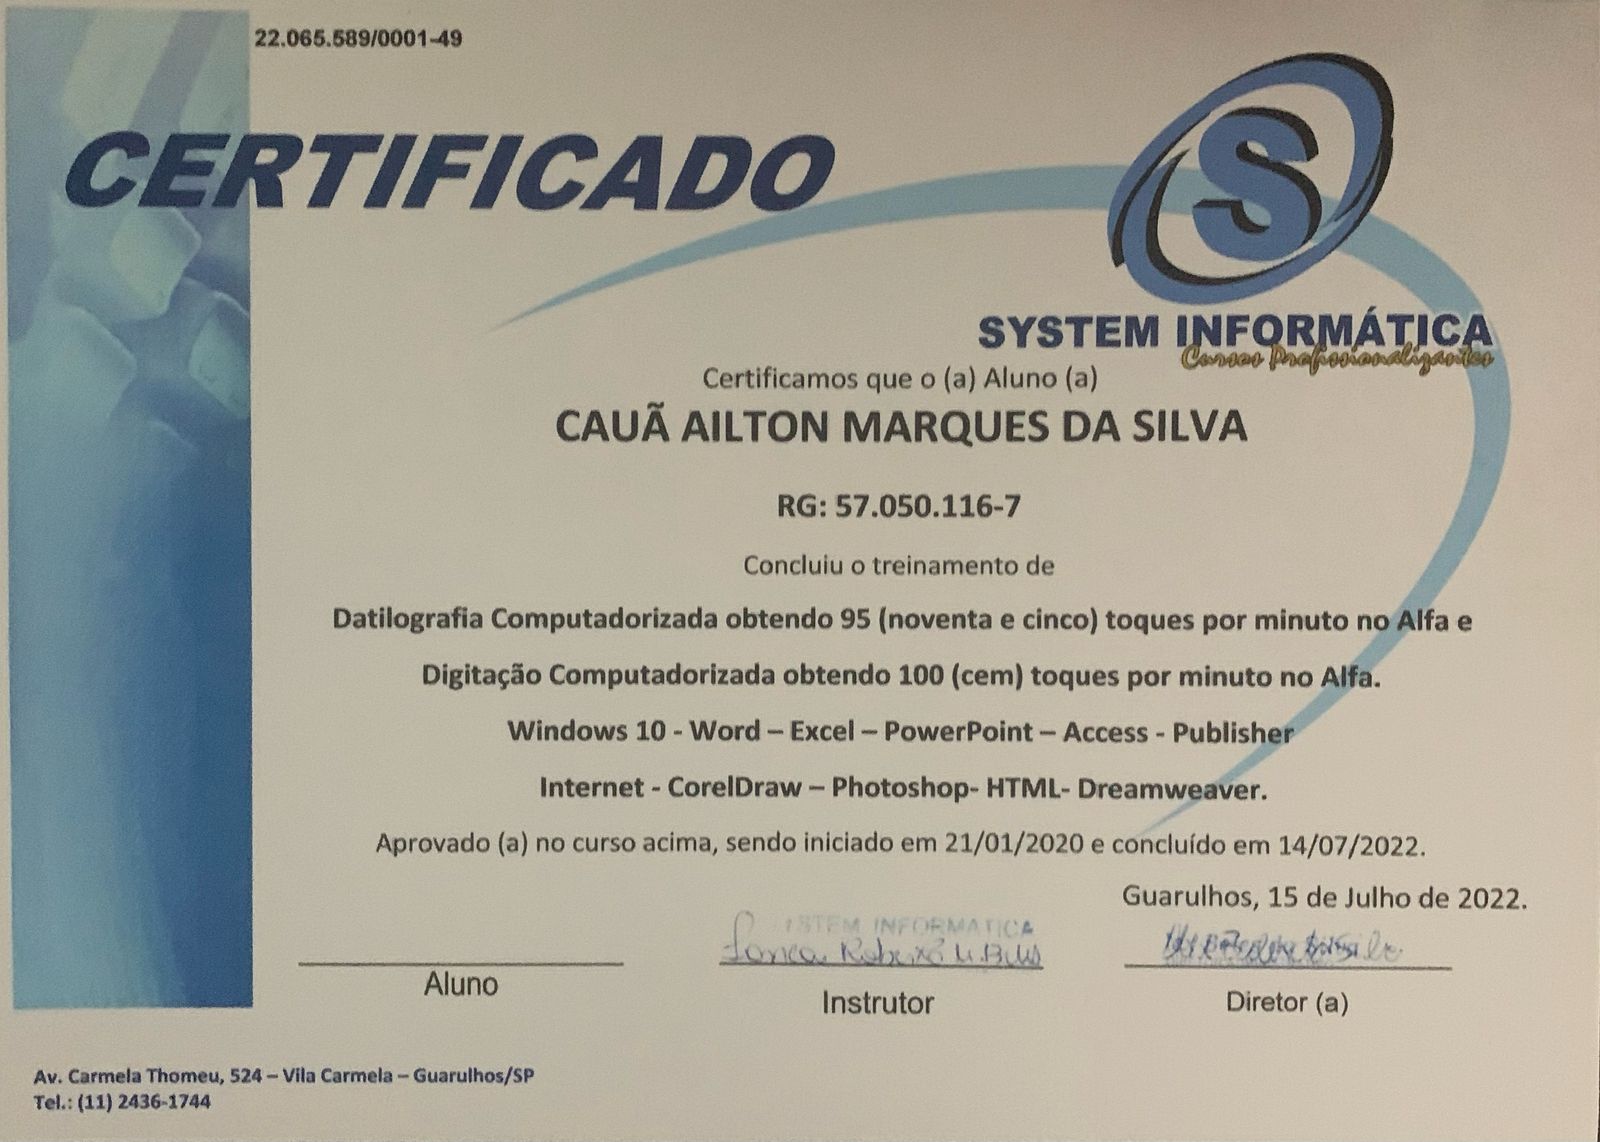 22.065.589/0001-49
CERTIFICADO
S
SYSTEM INFORMÁTICA
Cursos Profissionalizantes
Certificamos que o (a) Aluno (a)
CAUÃ AILTON MARQUES DA SILVA
RG: 57.050.116-7
Concluiu o treinamento de
Datilografia Computadorizada obtendo 95 (noventa e cinco) toques por minuto no Alfa e
Digitação Computadorizada obtendo 100 (cem) toques por minuto no Alfa.
Windows 10 - Word – Excel – PowerPoint – Access - Publisher
Internet - CorelDraw – Photoshop- HTML- Dreamweaver.
Aprovado (a) no curso acima, sendo iniciado em 21/01/2020 e concluído em 14/07/2022.
Guarulhos, 15 de Julho de 2022.
INFORMATICA
Aluno
Instrutor
Diretor (a)
Av. Carmela Thomeu, 524 – Vila Carmela – Guarulhos/SP
Tel.: (11) 2436-1744